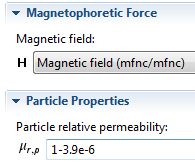 Magnetophoretic Force
Magnetic field:
H Magnetic field (mfnc/mfnc)
Particle Properties
Particle relative permeability:
μr,p 1-3.9e-6